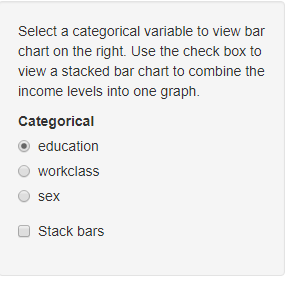 Select a categorical variable to view bar
chart on the right. Use the check box to
view a stacked bar chart to combine the
income levels into one graph.
Categorical
education
workclass
sex
Stack bars